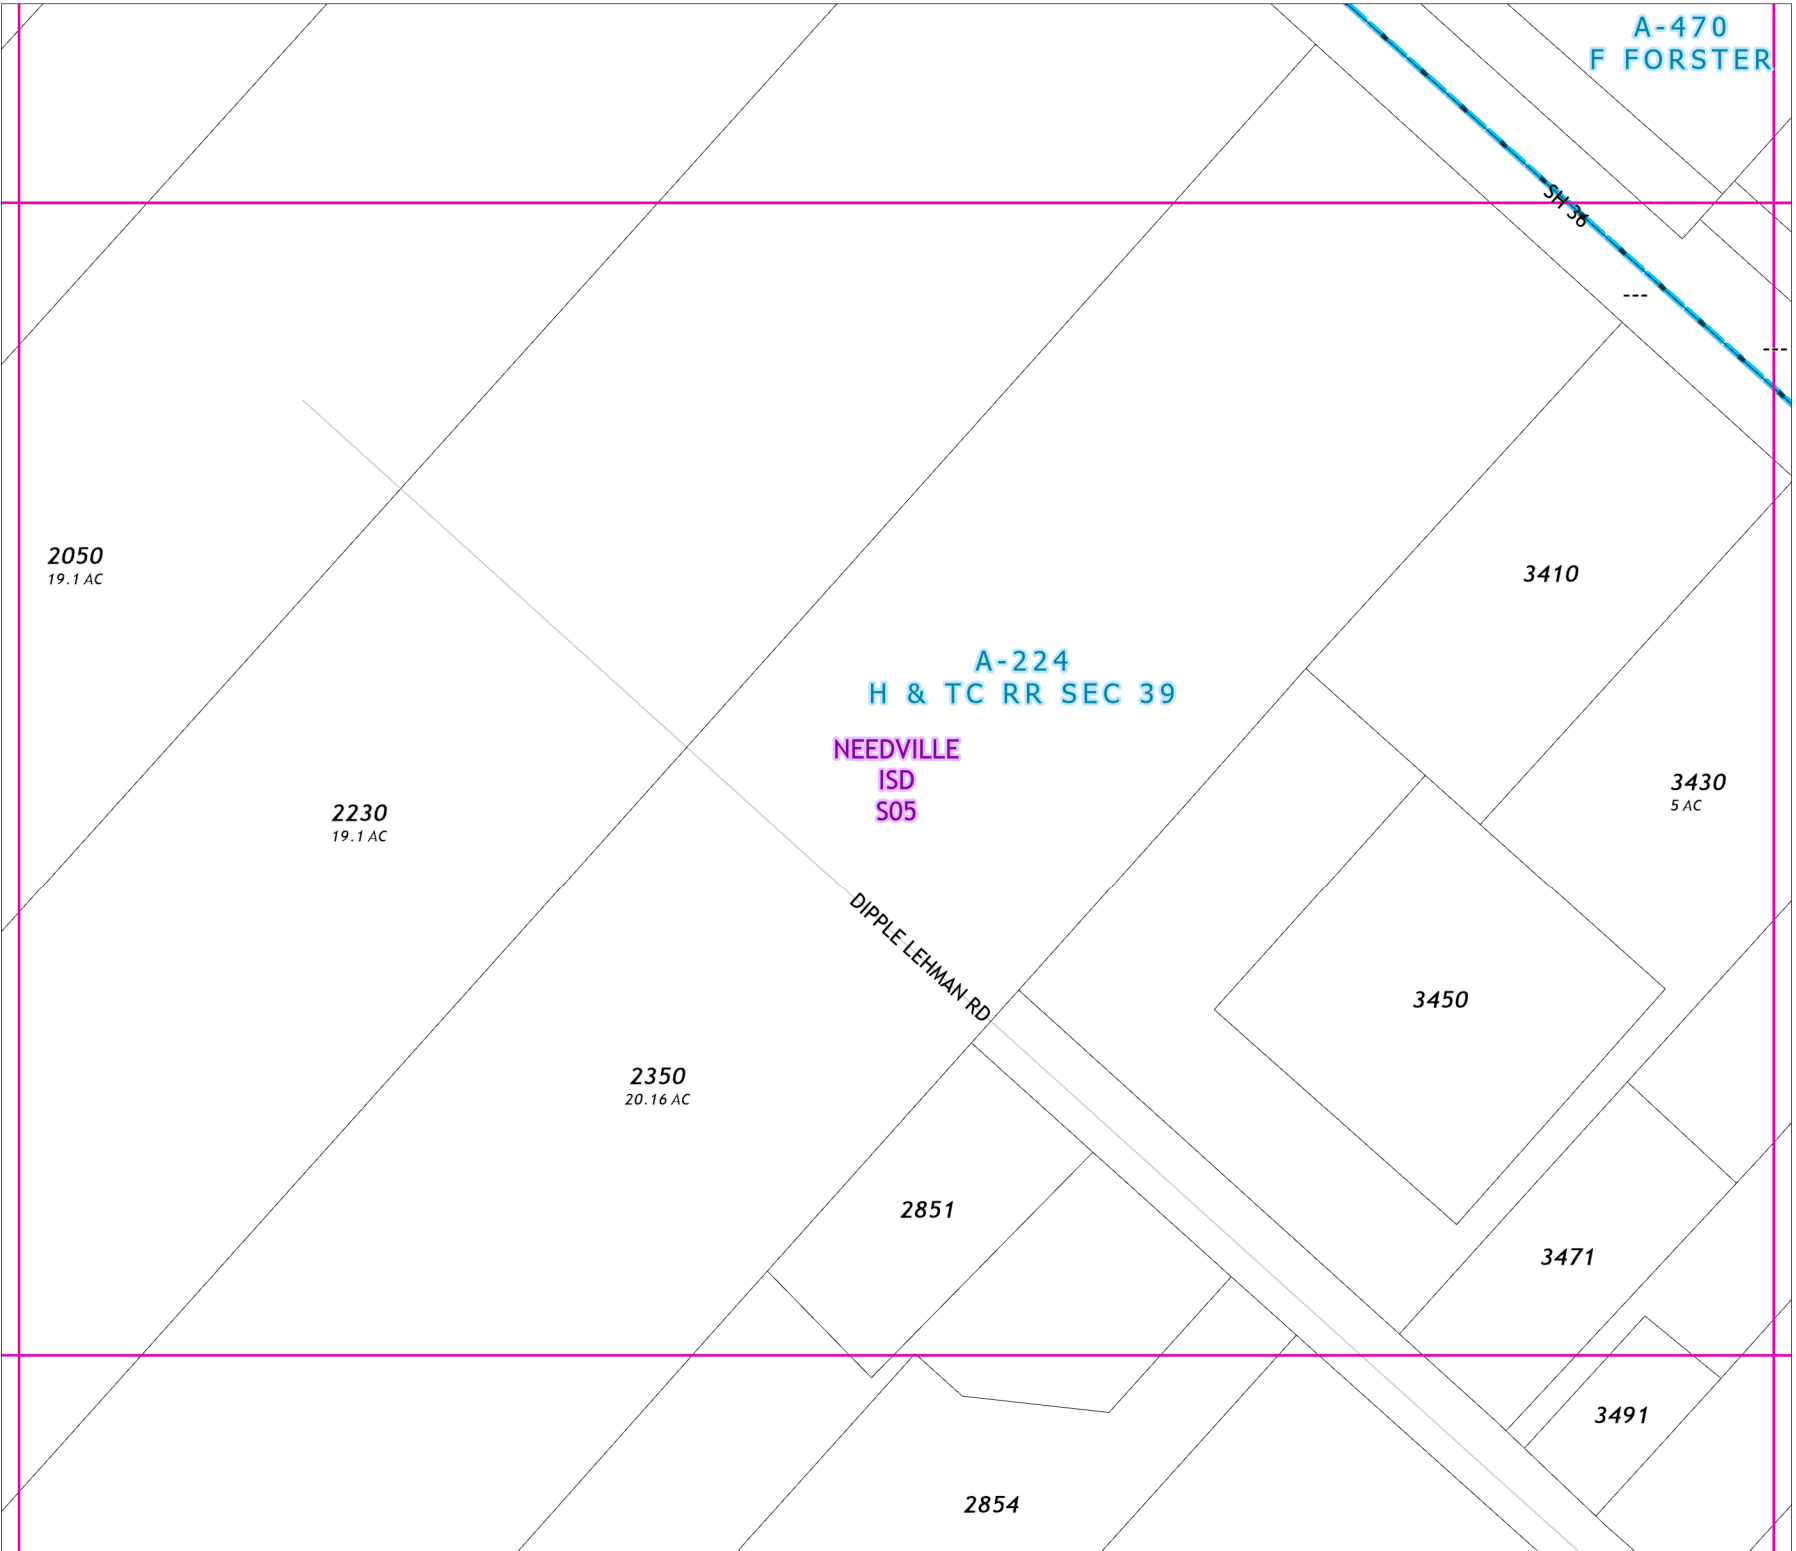 A-470
F FORSTER
SH 36
---
---
2050
19.1 AC
3410
A-224
H & TC RR SEC 39
NEEDVILLE
ISD
S05
3430
5 AC
2230
19.1 AC
DIPPLE LEHMAN RD
3450
2350
20.16 AC
2851
3471
3491
2854